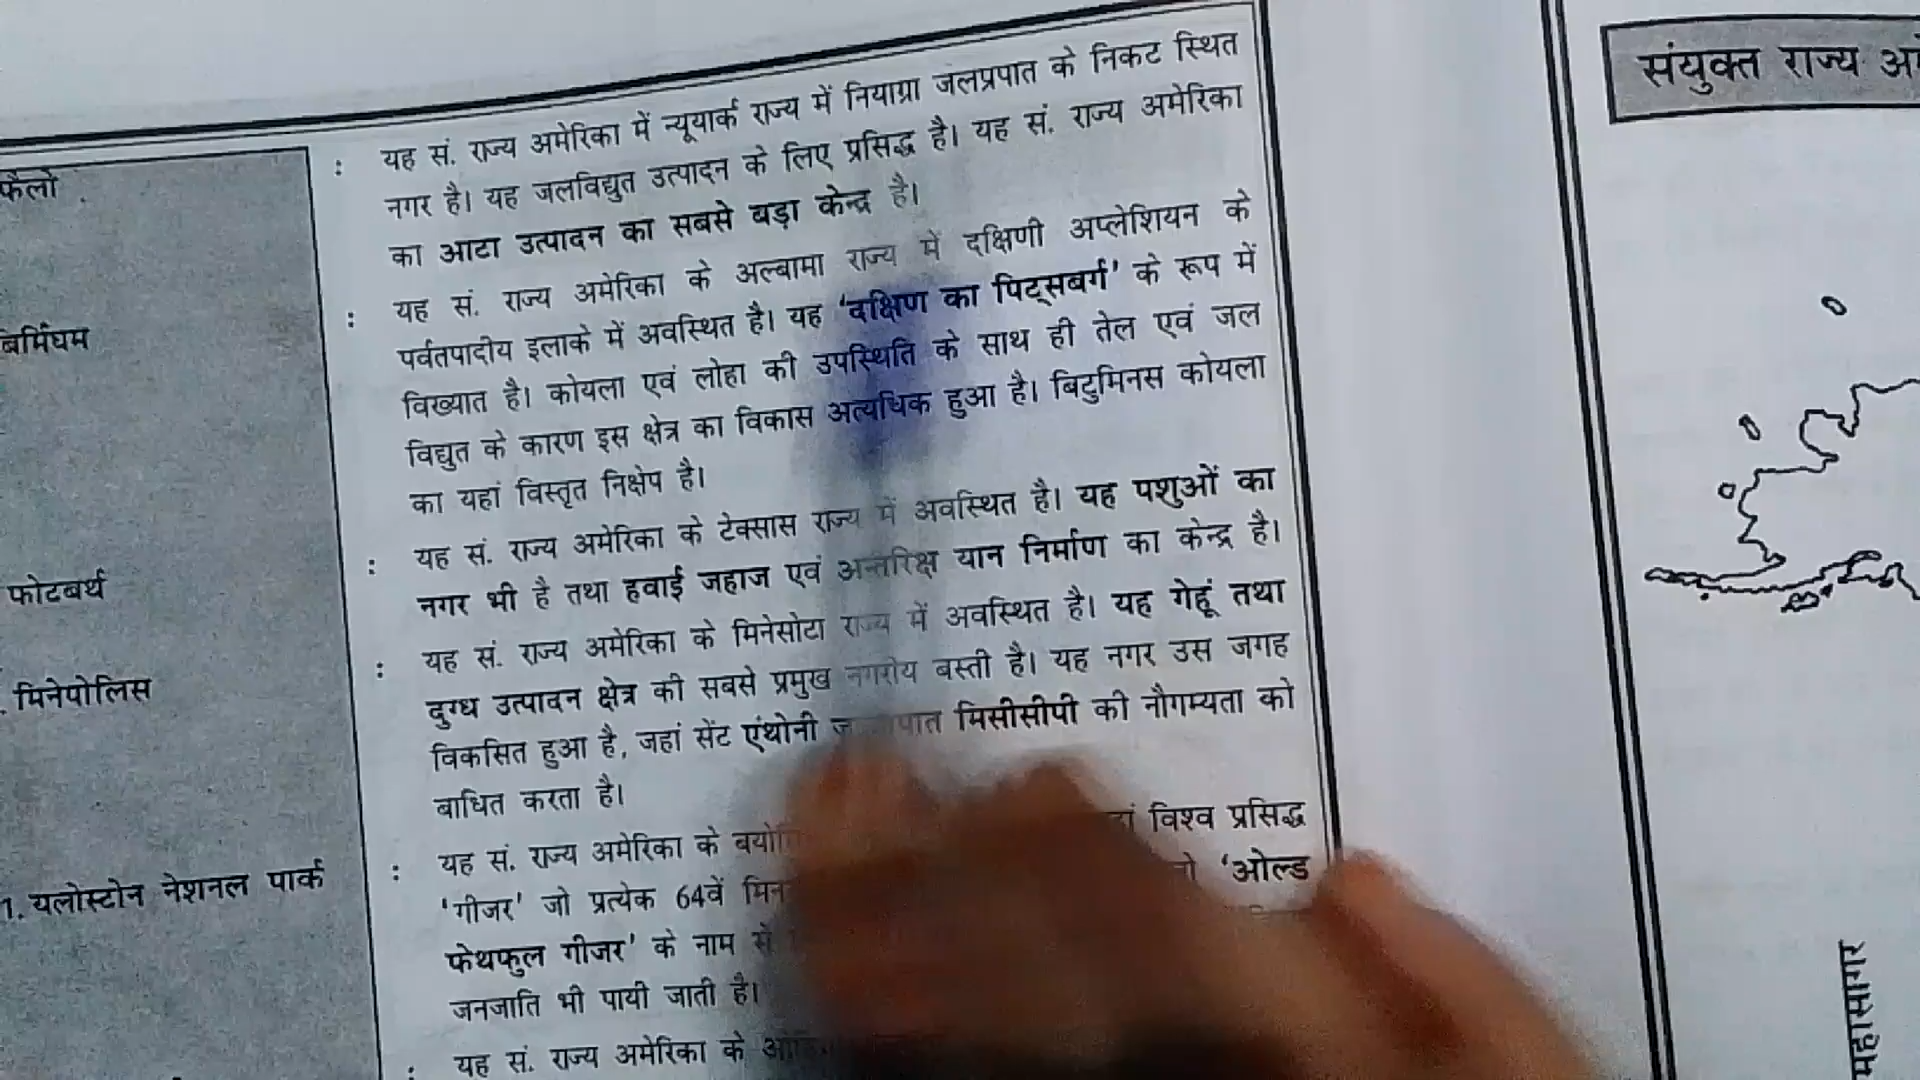 यह सं. राज्य अमेरिका में न्यूयार्क राज्य में नियाग्रा जलप्रपात के निकट स्थित
फैलो : नगर है। यह जलविद्युत उत्पादन के लिए प्रसिद्ध है। यह सं. राज्य अमेरिका
का आटा उत्पादन का सबसे बड़ा केन्द्र है।
बर्मिंघम : यह सं. राज्य अमेरिका के अल्बामा राज्य में दक्षिणी अप्लेशियन के
पर्वतपादीय इलाके में अवस्थित है। यह 'दक्षिण का पिट्सबर्ग' के रूप में
विख्यात है। कोयला एवं लोहा की उपस्थिति के साथ ही तेल एवं जल
विद्युत के कारण इस क्षेत्र का विकास अत्यधिक हुआ है। बिटुमिनस कोयला
का यहां विस्तृत निक्षेप है।
फोटबर्थ : यह सं. राज्य अमेरिका के टेक्सास राज्य में अवस्थित है। यह पशुओं का
नगर भी है तथा हवाई जहाज एवं अन्तरिक्ष यान निर्माण का केन्द्र है।
. मिनेपोलिस : यह सं. राज्य अमेरिका के मिनेसोटा राज्य में अवस्थित है। यह गेहूं तथा
दुग्ध उत्पादन क्षेत्र की सबसे प्रमुख नगरीय बस्ती है। यह नगर उस जगह
विकसित हुआ है, जहां सेंट एंथोनी मिसीसीपी की नौगम्यता को
बाधित करता है।
1. यलोस्टोन नेशनल पार्क : यह सं. राज्य अमेरिका के विश्व प्रसिद्ध
'गीजर' जो प्रत्येक 64वें 'ओल्ड
फेथफुल गीजर' के नाम से
जनजाति भी पायी जाती है।
: यह सं. राज्य अमेरिका के
संयुक्त राज्य
महासागर